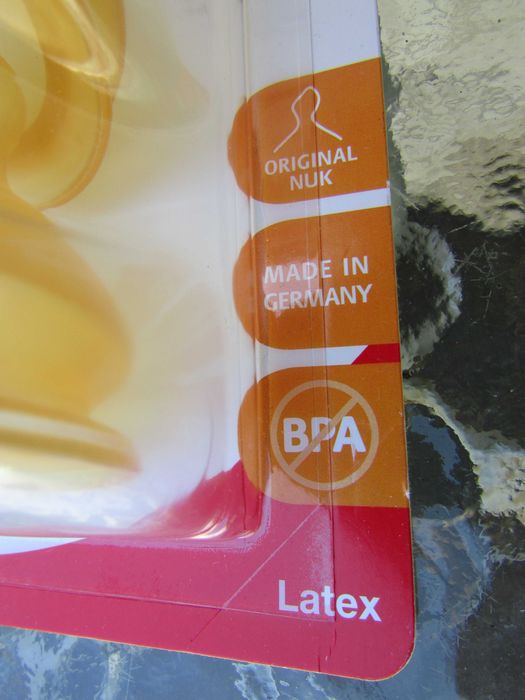 ORIGINAL
NUK
MADE IN
GERMANY
BPA
Latex